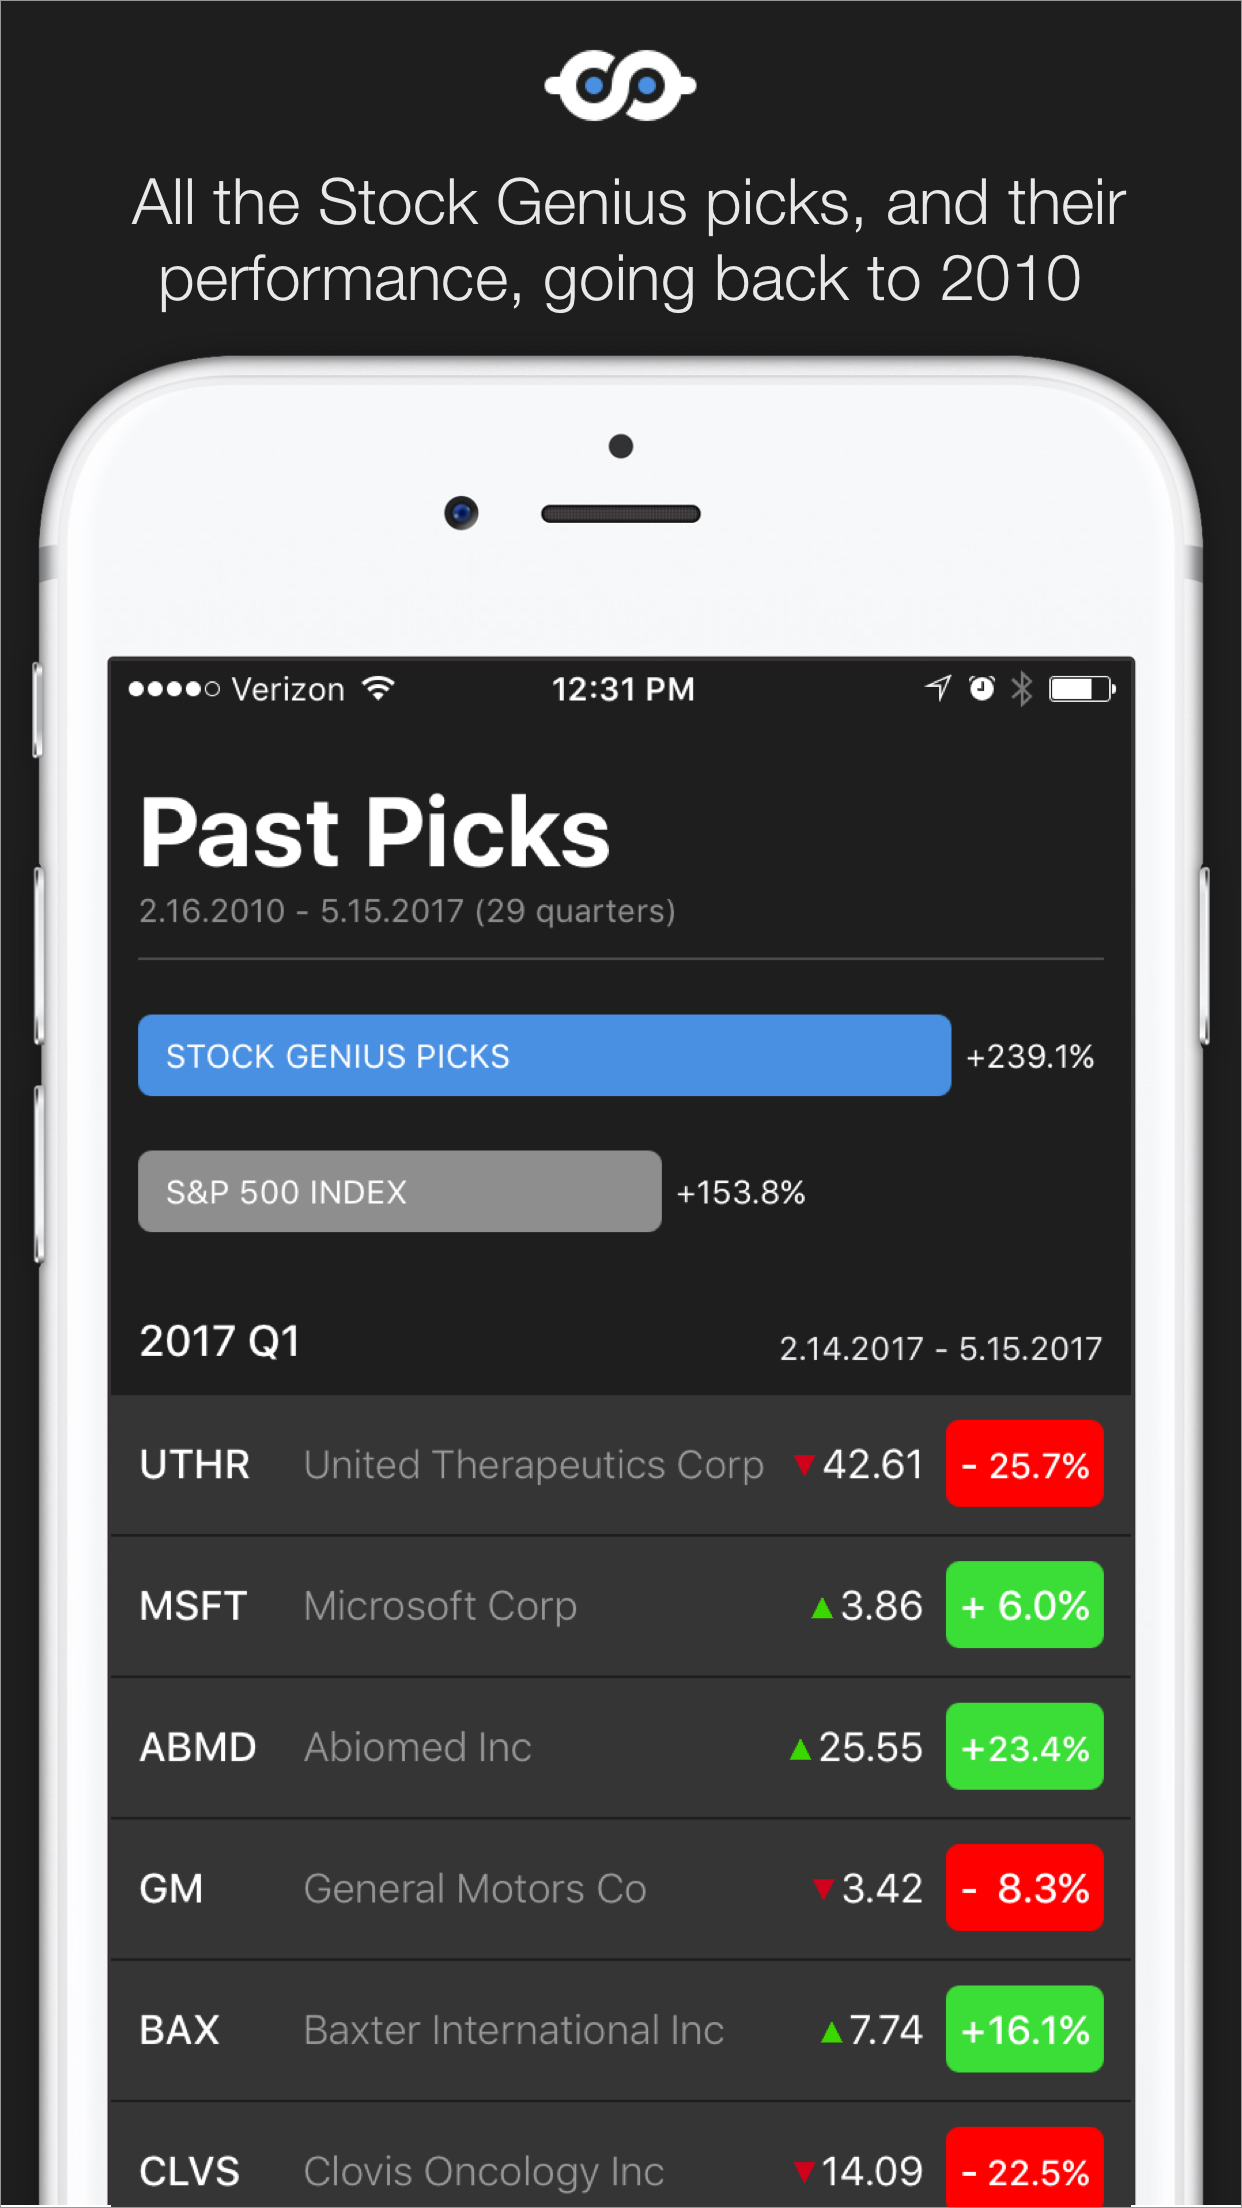 All the Stock Genius picks, and their
performance, going back to 2010
Verizon 12:31 PM
Past Picks
2.16.2010 - 5.15.2017 (29 quarters)
STOCK GENIUS PICKS +239.1%
S&P 500 INDEX +153.8%
2017 Q1 2.14.2017 - 5.15.2017
UTHR United Therapeutics Corp ▼42.61 - 25.7%
MSFT Microsoft Corp ▲3.86 + 6.0%
ABMD Abiomed Inc ▲25.55 +23.4%
GM General Motors Co ▼3.42 - 8.3%
BAX Baxter International Inc ▲7.74 +16.1%
CLVS Clovis Oncology Inc ▼14.09 - 22.5%